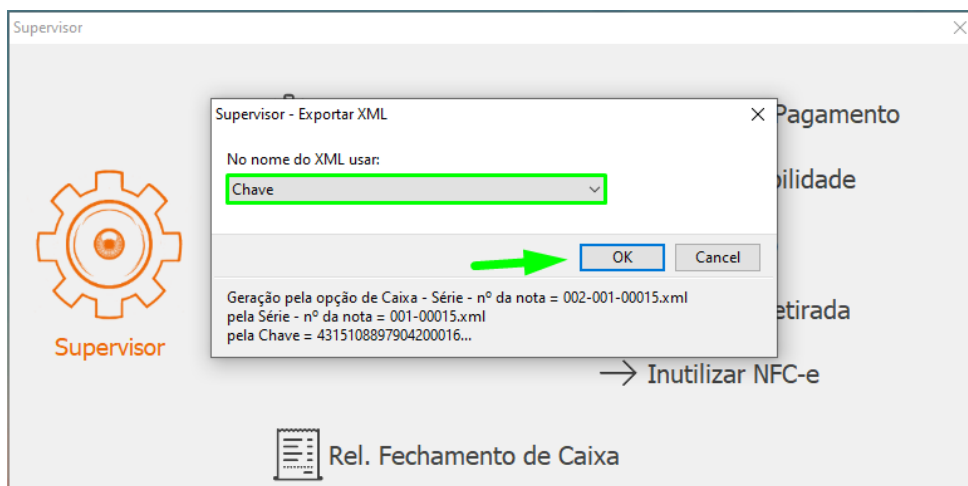 Supervisor
Pagamento
Supervisor - Exportar XML
No nome do XML usar:
Chave
OK
Cancel
Geração pela opção de Caixa - Série - nº da nota = 002-001-00015.xml
pela Série - nº da nota = 001-00015.xml
pela Chave = 4315108897904200016...
Supervisor
Inutilizar NFC-e
Rel. Fechamento de Caixa